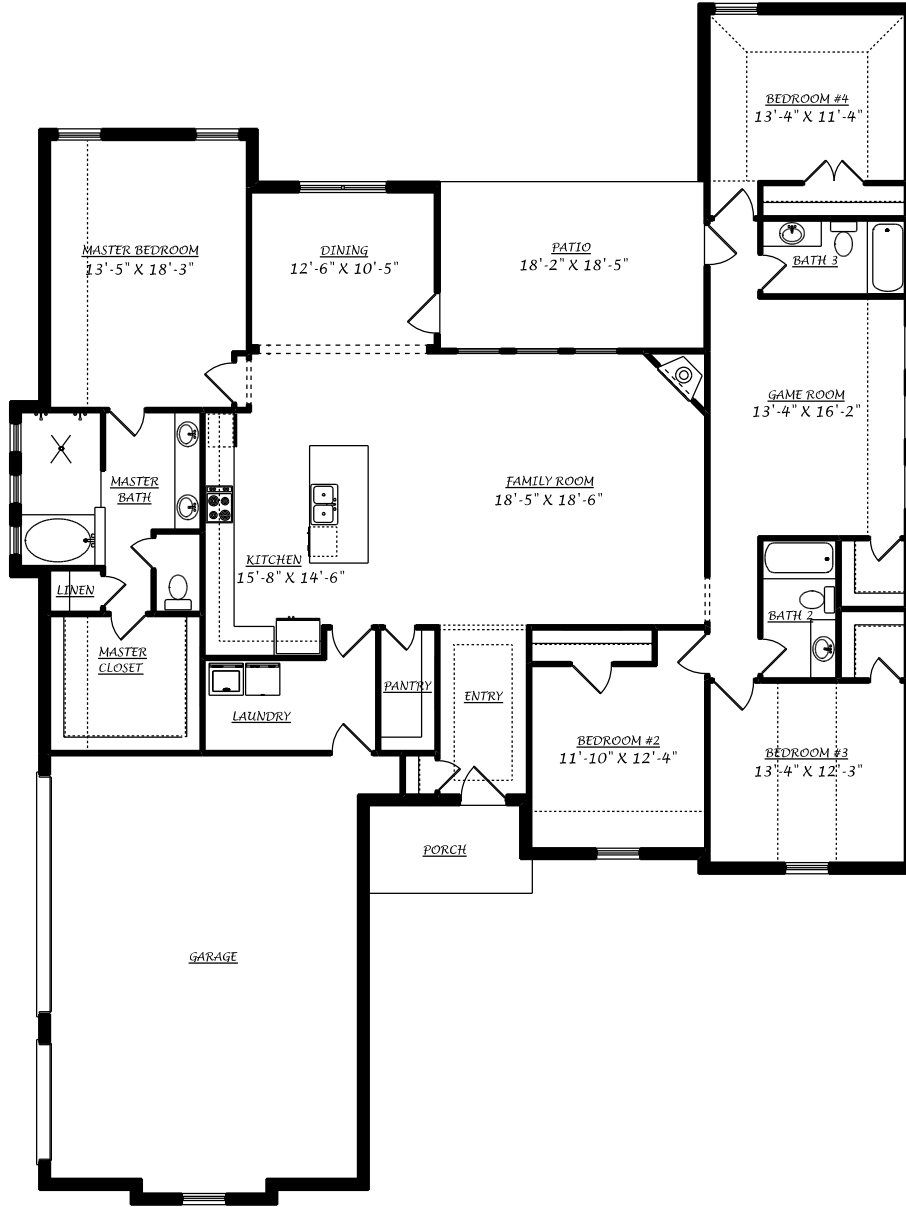 BEDROOM #4
13'-4" X 11'-4"
MASTER BEDROOM
13'-5" X 18'-3"
DINING
12'-6" X 10'-5"
PATIO
18'-2" X 18'-5"
BATH 3
GAME ROOM
13'-4" X 16'-2"
MASTER
BATH
FAMILY ROOM
18'-5" X 18'-6"
KITCHEN
15'-8" X 14'-6"
LINEN
BATH 2
MASTER
CLOSET
PANTRY
ENTRY
LAUNDRY
BEDROOM #2
11'-10" X 12'-4"
BEDROOM #3
13'-4" X 12'-3"
PORCH
GARAGE